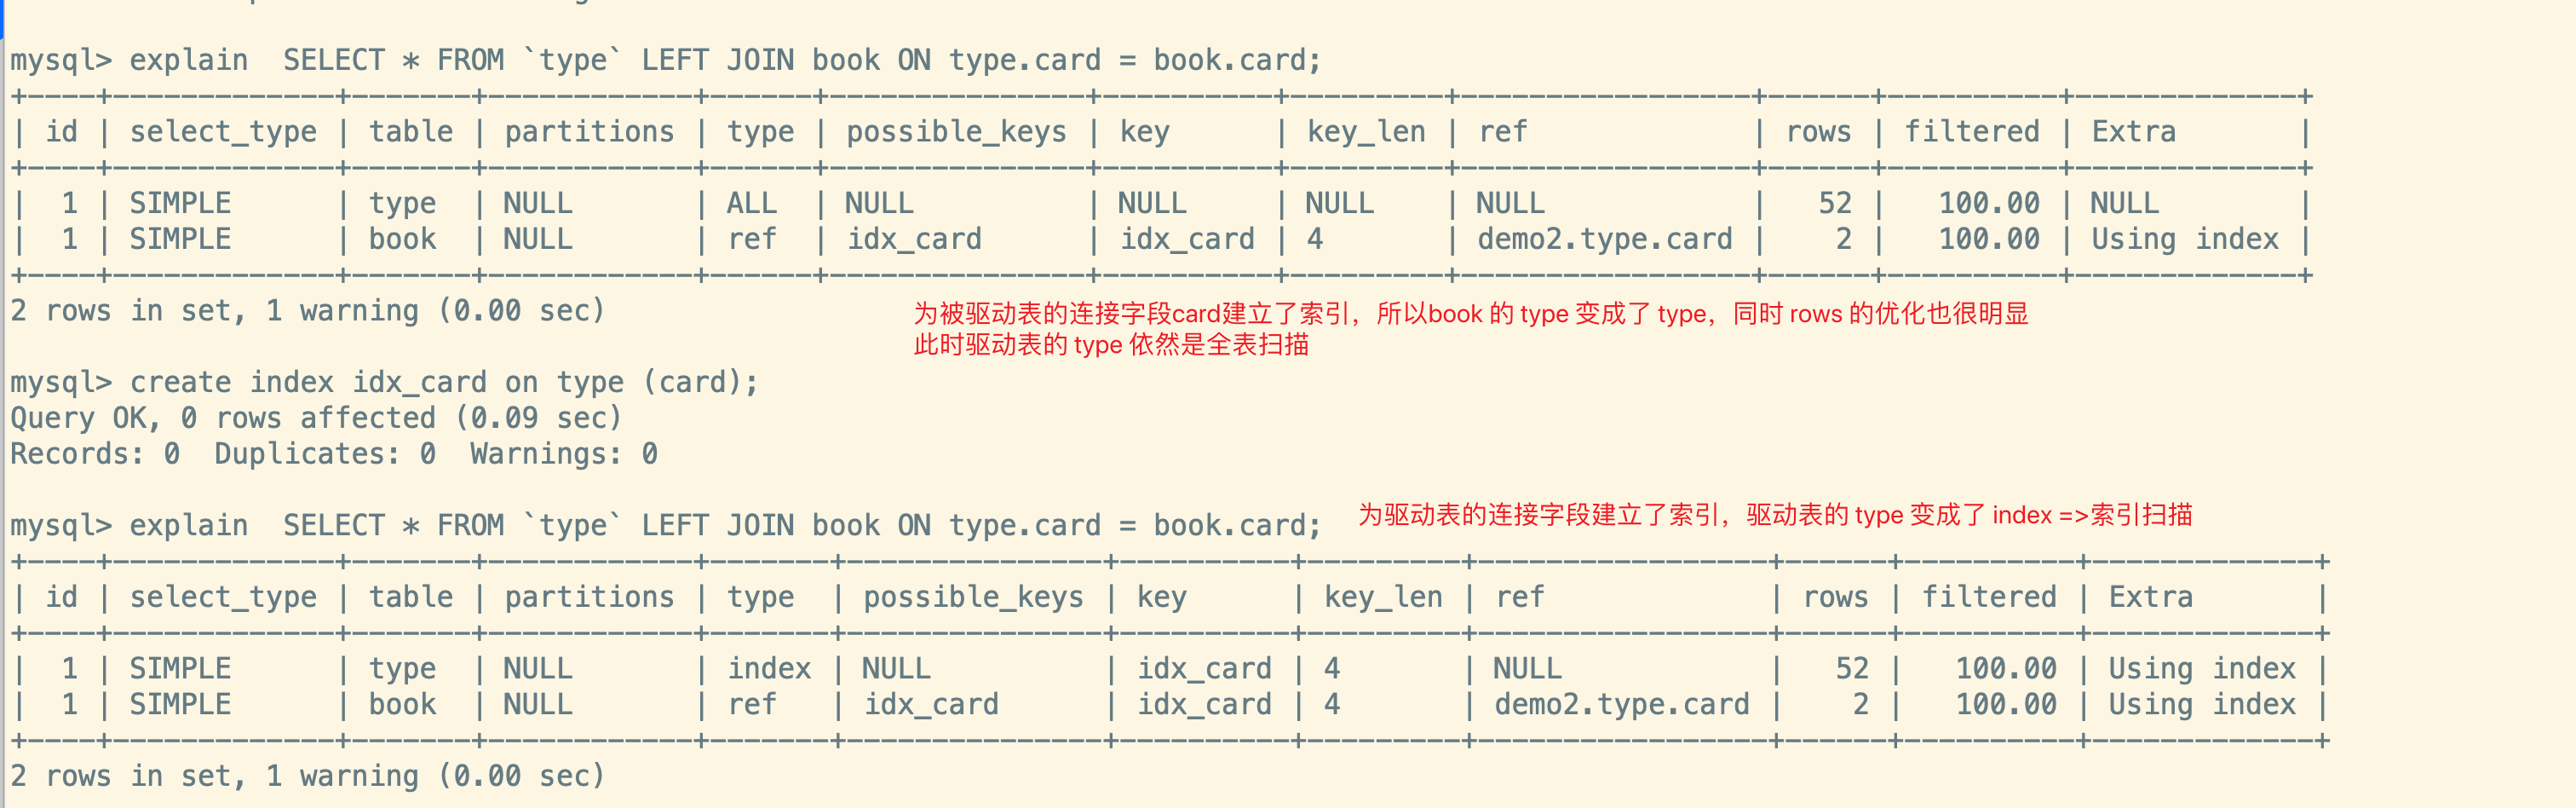 mysql> explain  SELECT * FROM `type` LEFT JOIN book ON type.card = book.card;
+----+-------------+-------+------------+------+---------------+----------+---------+-----------------+------+----------+-------------+
| id | select_type | table | partitions | type | possible_keys | key      | key_len | ref             | rows | filtered | Extra       |
+----+-------------+-------+------------+------+---------------+----------+---------+-----------------+------+----------+-------------+
|  1 | SIMPLE      | type  | NULL       | ALL  | NULL          | NULL     | NULL    | NULL            |   52 |   100.00 | NULL        |
|  1 | SIMPLE      | book  | NULL       | ref  | idx_card      | idx_card | 4       | demo2.type.card |    2 |   100.00 | Using index |
+----+-------------+-------+------------+------+---------------+----------+---------+-----------------+------+----------+-------------+
2 rows in set, 1 warning (0.00 sec)
为被驱动表的连接字段card建立了索引，所以book 的 type 变成了 type，同时 rows 的优化也很明显
此时驱动表的 type 依然是全表扫描
mysql> create index idx_card on type (card);
Query OK, 0 rows affected (0.09 sec)
Records: 0  Duplicates: 0  Warnings: 0
mysql> explain  SELECT * FROM `type` LEFT JOIN book ON type.card = book.card;
为驱动表的连接字段建立了索引，驱动表的 type 变成了 index =>索引扫描
+----+-------------+-------+------------+-------+---------------+----------+---------+-----------------+------+----------+-------------+
| id | select_type | table | partitions | type  | possible_keys | key      | key_len | ref             | rows | filtered | Extra       |
+----+-------------+-------+------------+-------+---------------+----------+---------+-----------------+------+----------+-------------+
|  1 | SIMPLE      | type  | NULL       | index | NULL          | idx_card | 4       | NULL            |   52 |   100.00 | Using index |
|  1 | SIMPLE      | book  | NULL       | ref   | idx_card      | idx_card | 4       | demo2.type.card |    2 |   100.00 | Using index |
+----+-------------+-------+------------+-------+---------------+----------+---------+-----------------+------+----------+-------------+
2 rows in set, 1 warning (0.00 sec)